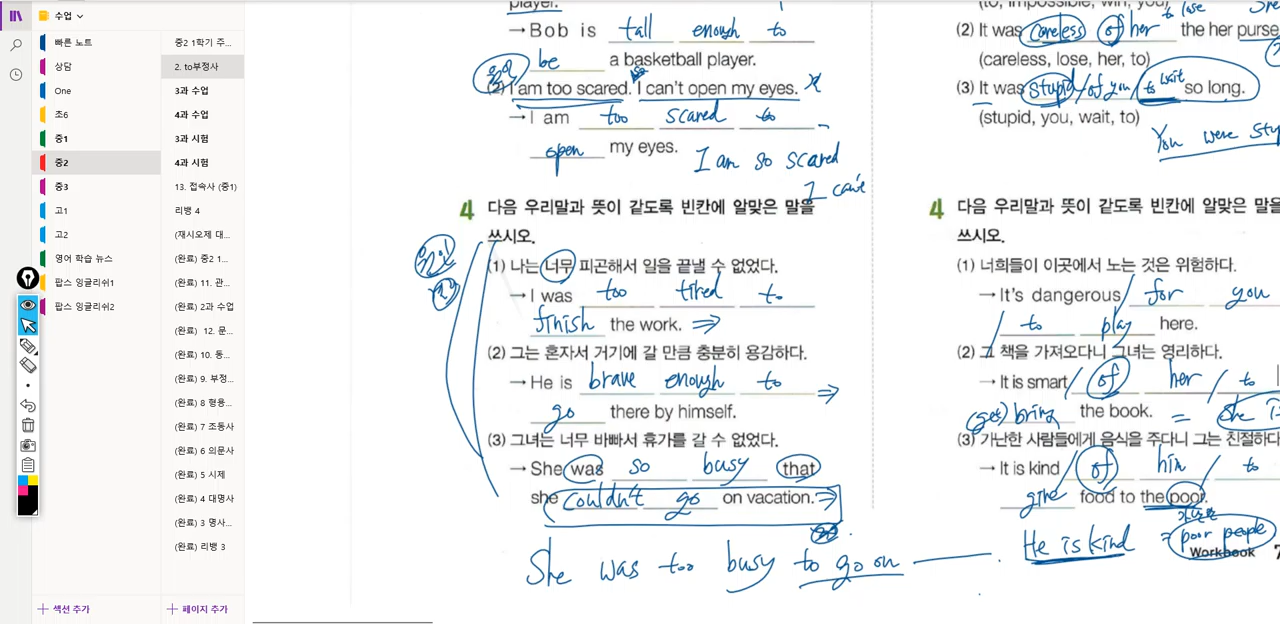 수업
빠른 노트
상담
One
초6
중1
중2
중3
고1
고2
영어 학습 뉴스
팝스 잉글리쉬1
팝스 잉글리쉬2
섹션 추가
중2 1학기 주...
2. to부정사
3과 수업
4과 수업
3과 시험
4과 시험
13. 접속사 (중1)
리뱅 4
(재시오제 대...
(완료) 중2 1...
(완료) 11. 관...
(완료) 2과 수업
(완료) 12. 문...
(완료) 10. 동...
(완료) 9. 부정...
(완료) 8 형용...
(완료) 7 조동사
(완료) 6 의문사
(완료) 5 시제
(완료) 4 대명사
(완료) 3 명사...
(완료) 리뱅 3
페이지 추가
player.
→ Bob is tall enough to
be a basketball player.
(2) I am too scared. so I can't open my eyes.
→ I am too scared to
open my eyes.
I am so scared
I can't
4 다음 우리말과 뜻이 같도록 빈칸에 알맞은 말을
쓰시오.
(1) 나는 너무 피곤해서 일을 끝낼 수 없었다.
→ I was too tired to
finish the work. ⇒
(2) 그는 혼자서 거기에 갈 만큼 충분히 용감하다.
→ He is brave enough to
go there by himself. ⇒
(3) 그녀는 너무 바빠서 휴가를 갈 수 없었다.
→ She was so busy that
she couldn't go on vacation. ⇒
She was too busy to go on
(to, impossible, win, you)
(2) It was careless of her to lose the her purse
(careless, lose, her, to)
(3) It was stupid / of you / to wait so long.
(stupid, you, wait, to)
You were
4 다음 우리말과 뜻이 같도록 빈칸에 알맞은 말을
쓰시오.
(1) 너희들이 이곳에서 노는 것은 위험하다.
→ It's dangerous / for you
/ to play here.
(2) 그 책을 가져오다니 그녀는 영리하다.
→ It is smart / of her / to
(get) bring the book. = She
(3) 가난한 사람들에게 음식을 주다니 그는 친절하다
→ It is kind / of him / to
give food to the poor.
He is kind = poor people
Workbook 7